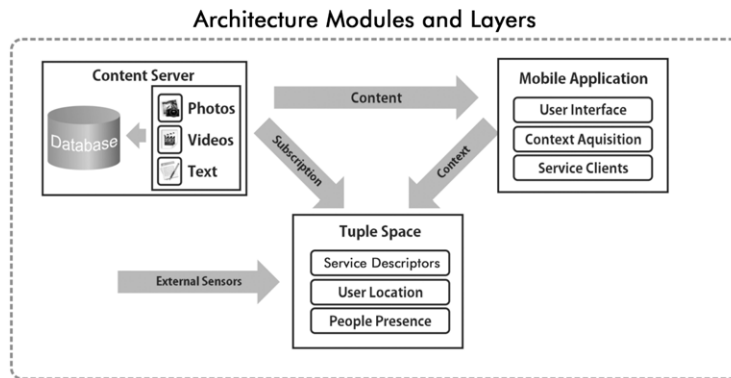 Architecture Modules and Layers
Content Server
Database
Photos
Videos
Text
Content
Subscription
Context
Mobile Application
User Interface
Context Aquisition
Service Clients
Tuple Space
Service Descriptors
User Location
People Presence
External Sensors